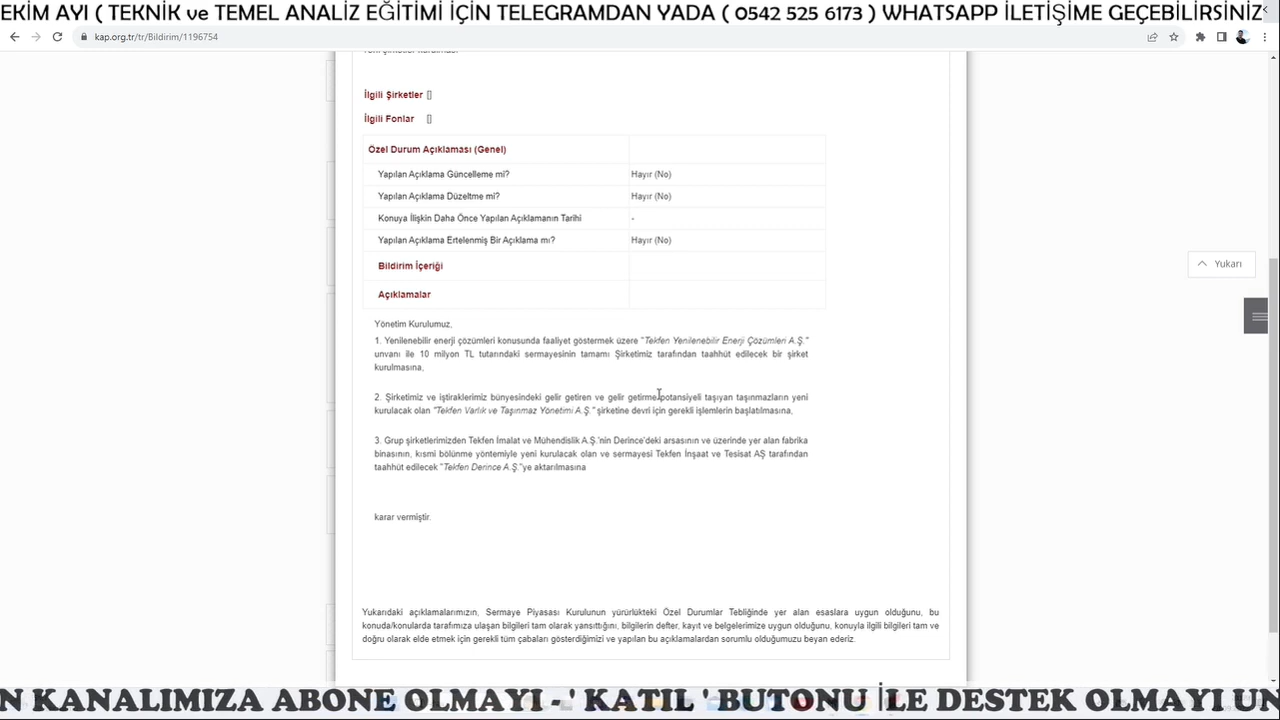 EKİM AYI ( TEKNİK ve TEMEL ANALİZ EĞİTİMİ İÇİN TELEGRAMDAN YADA ( 0542 525 6173 ) WHATSAPP İLETİŞİME GEÇEBİLİRSİNİZ
kap.org.tr/tr/Bildirim/1196754
İlgili Şirketler []
İlgili Fonlar []
Özel Durum Açıklaması (Genel)
Yapılan Açıklama Güncelleme mi? Hayır (No)
Yapılan Açıklama Düzeltme mi? Hayır (No)
Konuya İlişkin Daha Önce Yapılan Açıklamanın Tarihi -
Yapılan Açıklama Ertelenmiş Bir Açıklama mı? Hayır (No)
Bildirim İçeriği
Açıklamalar
Yukarı
Yönetim Kurulumuz,
1. Yenilenebilir enerji çözümleri konusunda faaliyet göstermek üzere "Tekfen Yenilenebilir Enerji Çözümleri A.Ş."
unvanı ile 10 milyon TL tutarındaki sermayesinin tamamı Şirketimiz tarafından taahhüt edilecek bir şirket
kurulmasına,
2. Şirketimiz ve iştiraklerimiz bünyesindeki gelir getiren ve gelir getirme potansiyeli taşıyan taşınmazların yeni
kurulacak olan "Tekfen Varlık ve Taşınmaz Yönetimi A.Ş." şirketine devri için gerekli işlemlerin başlatılmasına,
3. Grup şirketlerimizden Tekfen İmalat ve Mühendislik A.Ş.'nin Derince'deki arsasının ve üzerinde yer alan fabrika
binasının, kısmi bölünme yöntemiyle yeni kurulacak olan ve sermayesi Tekfen İnşaat ve Tesisat AŞ tarafından
taahhüt edilecek "Tekfen Derince A.Ş."ye aktarılmasına
karar vermiştir.
Yukarıdaki açıklamalarımızın, Sermaye Piyasası Kurulunun yürürlükteki Özel Durumlar Tebliğinde yer alan esaslara uygun olduğunu, bu
konuda/konularda tarafımıza ulaşan bilgileri tam olarak yansıttığını, bilgilerin defter, kayıt ve belgelerimize uygun olduğunu, konuyla ilgili bilgileri tam ve
doğru olarak elde etmek için gerekli tüm çabaları gösterdiğimizi ve yapılan bu açıklamalardan sorumlu olduğumuzu beyan ederiz.
N KANALIMIZA ABONE OLMAYI - ' KATIL ' BUTONU İLE DESTEK OLMAYI UN